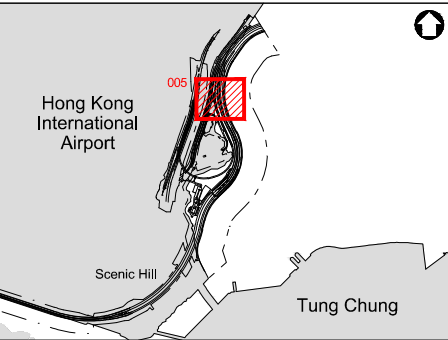 005
Hong Kong
International
Airport
Scenic Hill
Tung Chung